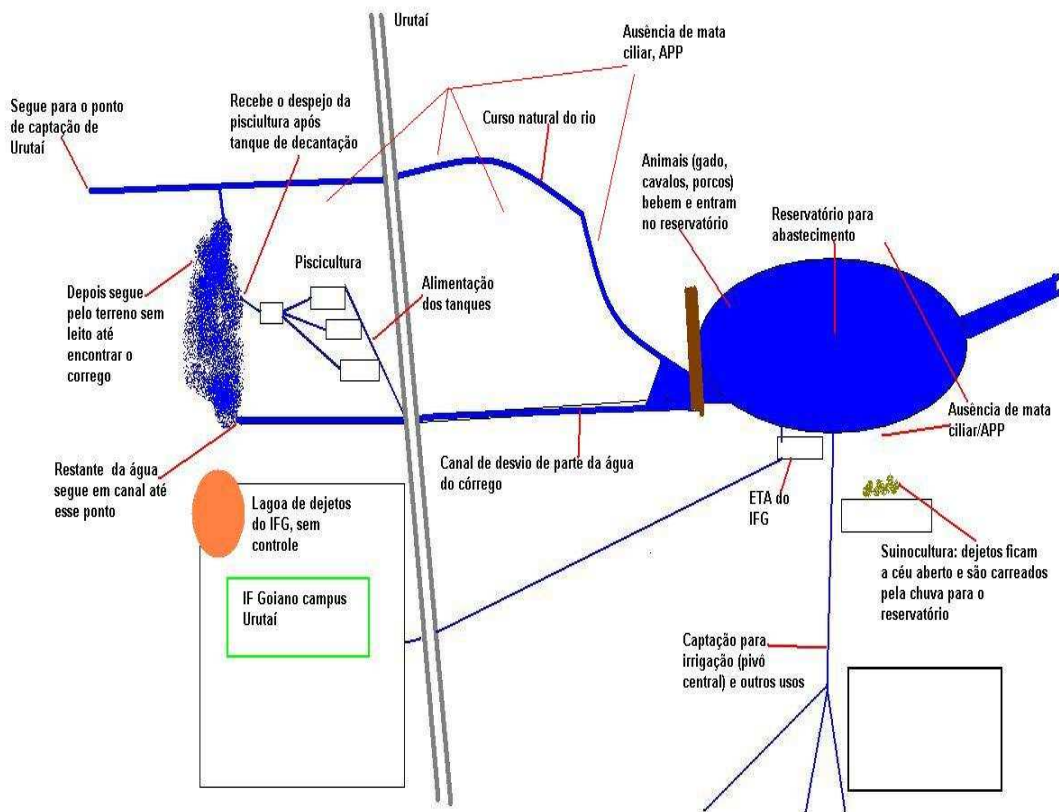 Urutaí
Ausência de mata
ciliar, APP
Segue para o ponto
de captação de
Urutaí
Recebe o despejo da
pisciultura após
tanque de decantação
Curso natural do rio
Animais (gado,
cavalos, porcos)
bebem e entram
no reservatório
Reservatório para
abastecimento
Depois segue
pelo terreno sem
leito até
encontrar o
corrego
Piscicultura
Alimentação
dos tanques
Ausência de mata
ciliar/APP
Restante da água
segue em canal até
esse ponto
Canal de desvio de parte da água
do córrego
ETA do
IFG
Lagoa de dejetos
do IFG, sem
controle
Suinocultura: dejetos ficam
a céu aberto e são carreados
pela chuva para o
reservatório
IF Goiano campus
Urutaí
Captação para
irrigação (pivô
central) e outros usos